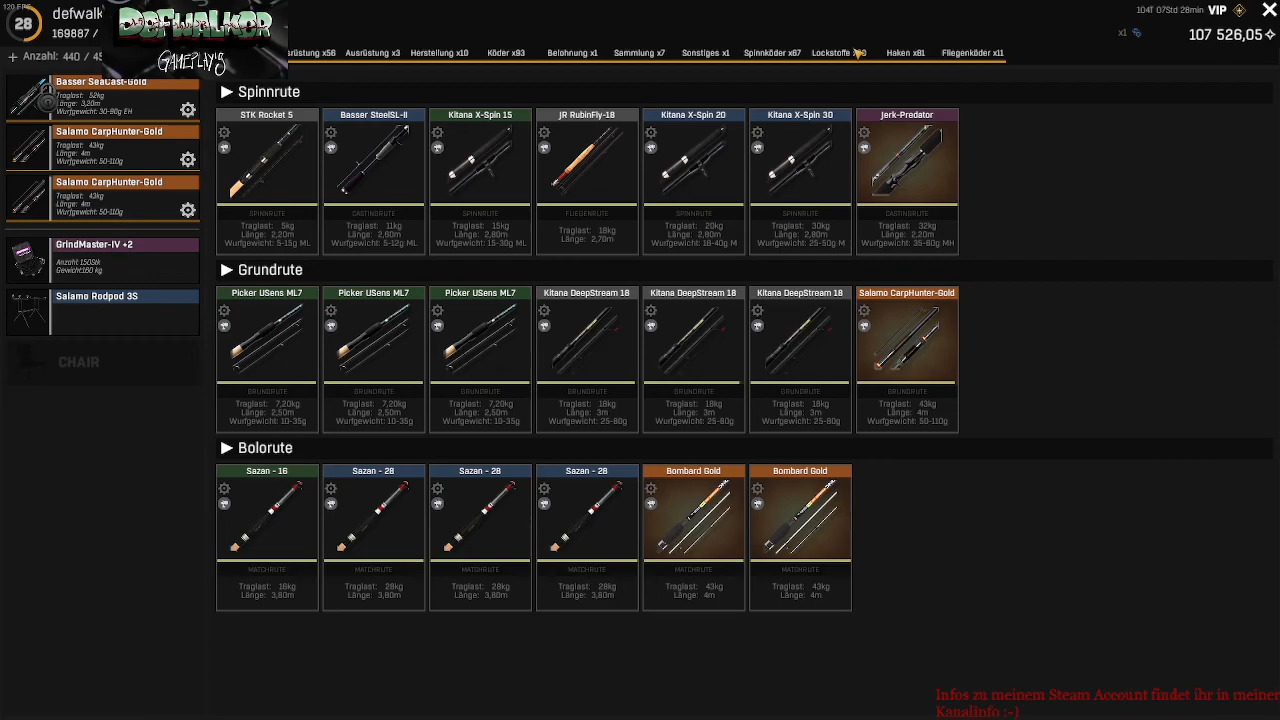 120 FPS
28
defwalk
169887 /
Anzahl: 440 / 45
DEFWALKER
GAMEPLAY'S
104T 07Std 28min VIP
x1
107 526,05
x56
Ausrüstung x3
Herstellung x10
Köder x93
Belohnung x1
Sammlung x7
Sonstiges x1
Spinnköder x67
Lockstoffe
Haken x81
Fliegenköder x11
Basser SeaCast-Gold
Traglast: 52kg
Länge: 3,20m
Wurfgewicht: 30-90g EH
Salamo CarpHunter-Gold
Traglast: 43kg
Länge: 4m
Wurfgewicht: 50-110g
Salamo CarpHunter-Gold
Traglast: 43kg
Länge: 4m
Wurfgewicht: 50-110g
GrindMaster-IV +2
Anzahl: 150Stk
Gewicht: 180 kg
Salamo Rodpod 3S
CHAIR
Spinnrute
STK Rocket 5
SPINNRUTE
Traglast: 5kg
Länge: 2,20m
Wurfgewicht: 5-15g ML
Basser SteelSL-II
CASTINGRUTE
Traglast: 11kg
Länge: 2,60m
Wurfgewicht: 5-12g ML
Kitana X-Spin 15
SPINNRUTE
Traglast: 15kg
Länge: 2,80m
Wurfgewicht: 15-30g ML
JR RubinFly-18
FLIEGENRUTE
Traglast: 18kg
Länge: 2,70m
Kitana X-Spin 20
SPINNRUTE
Traglast: 20kg
Länge: 2,80m
Wurfgewicht: 18-40g M
Kitana X-Spin 30
SPINNRUTE
Traglast: 30kg
Länge: 2,80m
Wurfgewicht: 25-50g M
Jerk-Predator
CASTINGRUTE
Traglast: 32kg
Länge: 2,20m
Wurfgewicht: 35-80g MH
Grundrute
Picker USens ML7
GRUNDRUTE
Traglast: 7,20kg
Länge: 2,50m
Wurfgewicht: 10-35g
Picker USens ML7
GRUNDRUTE
Traglast: 7,20kg
Länge: 2,50m
Wurfgewicht: 10-35g
Picker USens ML7
GRUNDRUTE
Traglast: 7,20kg
Länge: 2,50m
Wurfgewicht: 10-35g
Kitana DeepStream 18
GRUNDRUTE
Traglast: 18kg
Länge: 3m
Wurfgewicht: 25-80g
Kitana DeepStream 18
GRUNDRUTE
Traglast: 18kg
Länge: 3m
Wurfgewicht: 25-80g
Kitana DeepStream 18
GRUNDRUTE
Traglast: 18kg
Länge: 3m
Wurfgewicht: 25-80g
Salamo CarpHunter-Gold
GRUNDRUTE
Traglast: 43kg
Länge: 4m
Wurfgewicht: 50-110g
Bolorute
Sazan - 16
MATCHRUTE
Traglast: 16kg
Länge: 3,80m
Sazan - 28
MATCHRUTE
Traglast: 28kg
Länge: 3,80m
Sazan - 28
MATCHRUTE
Traglast: 28kg
Länge: 3,80m
Sazan - 28
MATCHRUTE
Traglast: 28kg
Länge: 3,80m
Bombard Gold
MATCHRUTE
Traglast: 43kg
Länge: 4m
Bombard Gold
MATCHRUTE
Traglast: 43kg
Länge: 4m
Infos zu meinem Steam Account findet ihr in meiner
Kanalinfo :-)